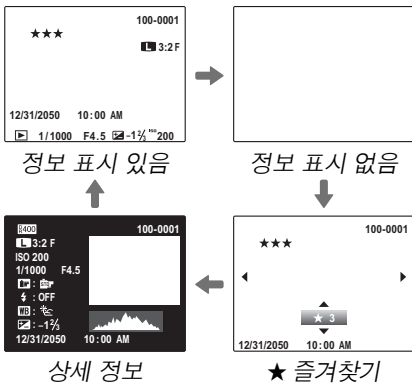 100-0001
★★★
L 3:2 F
12/31/2050 10:00 AM
1/1000 F4.5 -1⅔ ISO 200
정보 표시 있음
정보 표시 없음
R400 100-0001
L 3:2 F
ISO 200
1/1000 F4.5
:
: OFF
WB :
: -1⅔
12/31/2050 10:00 AM
상세 정보
100-0001
★★★
★ 3
12/31/2050 10:00 AM
★ 즐겨찾기